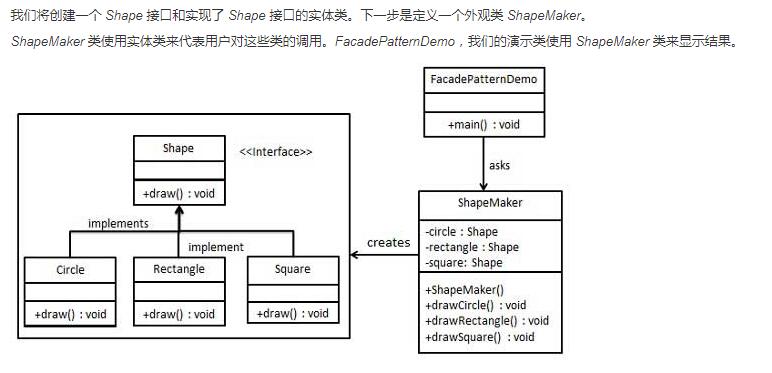 我们将创建一个 Shape 接口和实现了 Shape 接口的实体类。下一步是定义一个外观类 ShapeMaker。
ShapeMaker 类使用实体类来代表用户对这些类的调用。FacadePatternDemo，我们的演示类使用 ShapeMaker 类来显示结果。
FacadePatternDemo
+main() : void
asks
Shape
<<Interface>>
+draw() : void
implements
implement
Circle
+draw() : void
Rectangle
+draw() : void
Square
+draw() : void
creates
ShapeMaker
-circle : Shape
-rectangle : Shape
-square: Shape
+ShapeMaker()
+drawCircle() : void
+drawRectangle() : void
+drawSquare() : void